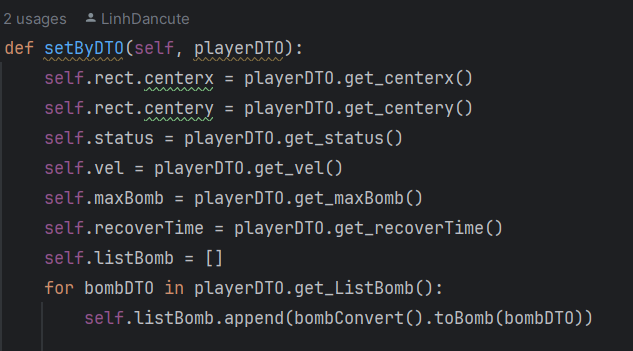 2 usages LinhDancute
def setByDTO(self, playerDTO):
    self.rect.centerx = playerDTO.get_centerx()
    self.rect.centery = playerDTO.get_centery()
    self.status = playerDTO.get_status()
    self.vel = playerDTO.get_vel()
    self.maxBomb = playerDTO.get_maxBomb()
    self.recoverTime = playerDTO.get_recoverTime()
    self.listBomb = []
    for bombDTO in playerDTO.get_ListBomb():
        self.listBomb.append(bombConvert().toBomb(bombDTO))